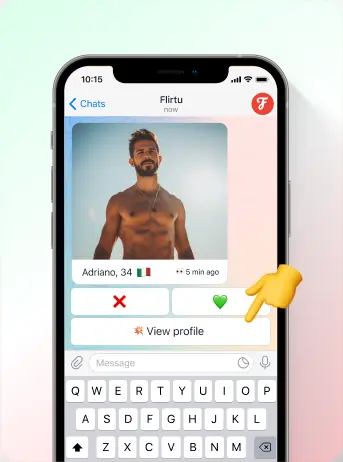 10:15
Chats
Flirtu
now
F
Adriano, 34 🇮🇹 👀 5 min ago
❌ 💚
💥 View profile
Message
Q W E R T Y U I O P
A S D F G H J K L
Z X C V B N M